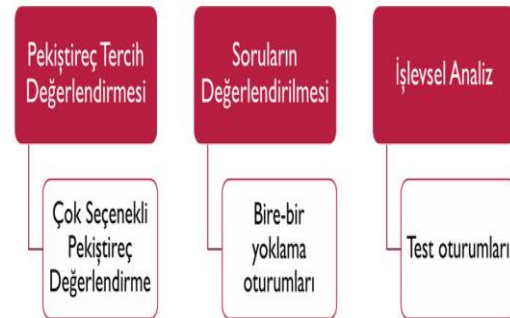 Pekiştireç Tercih
Değerlendirmesi
Çok Seçenekli
Pekiştireç
Değerlendirme
Soruların
Değerlendirilmesi
Bire-bir
yoklama
oturumları
İşlevsel Analiz
Test oturumları